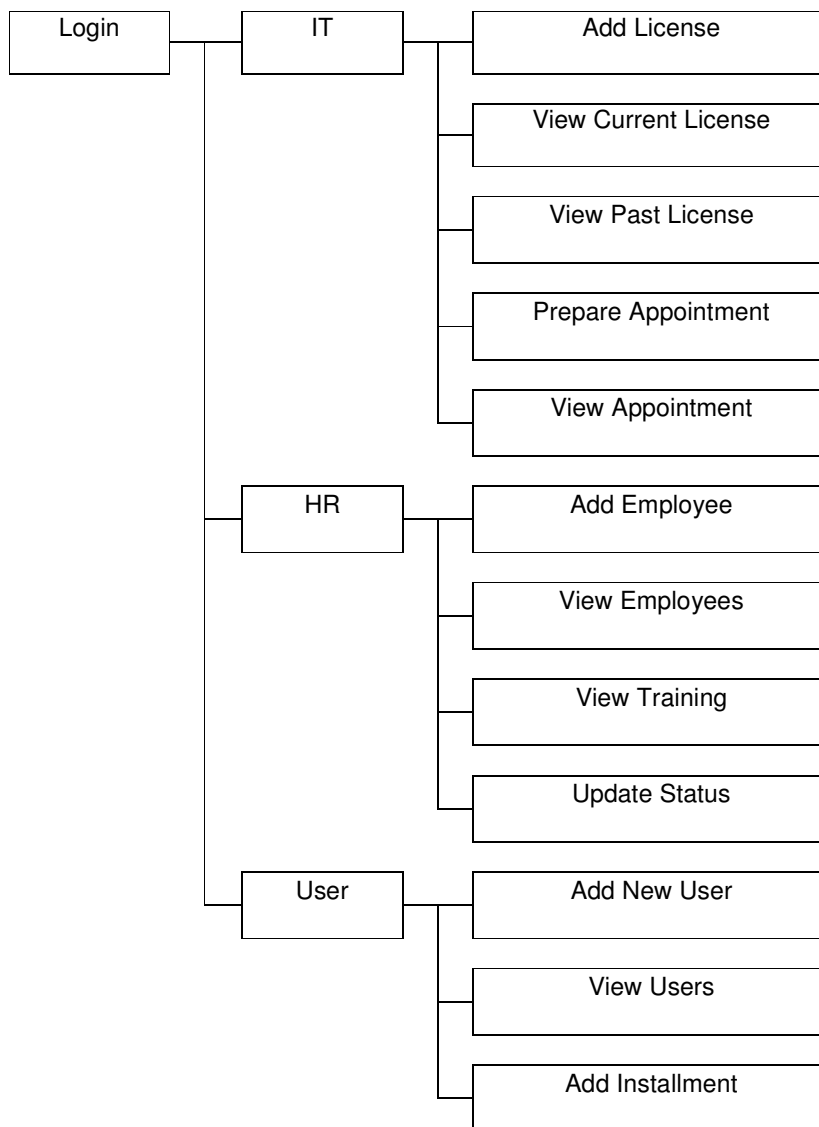 Login
IT
Add License
View Current License
View Past License
Prepare Appointment
View Appointment
HR
Add Employee
View Employees
View Training
Update Status
User
Add New User
View Users
Add Installment